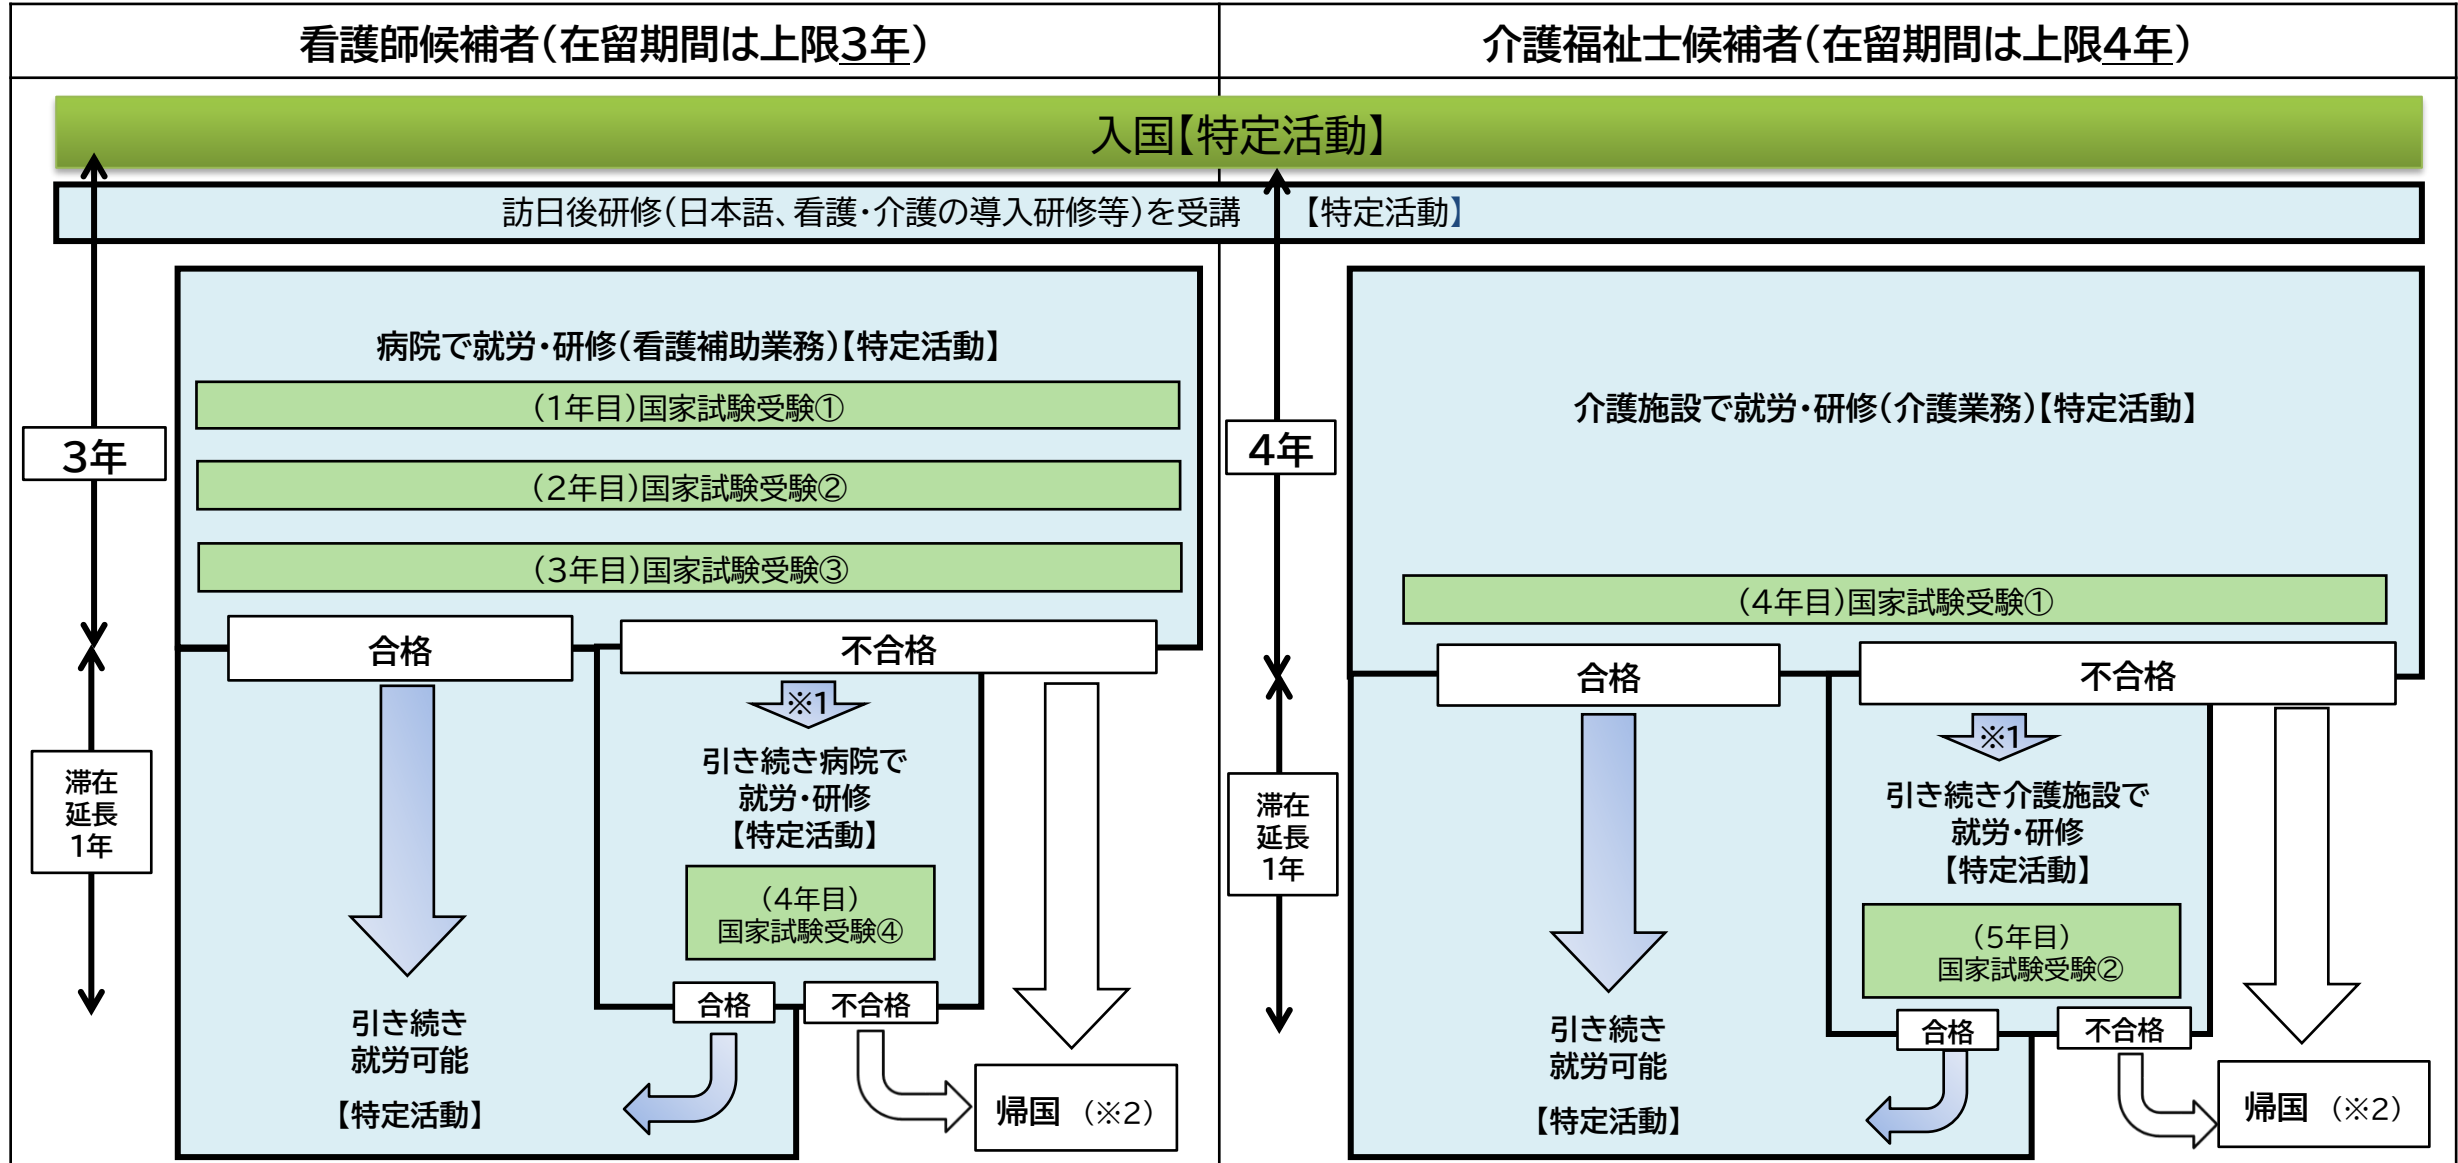 看護師候補者(在留期間は上限3年)
介護福祉士候補者(在留期間は上限4年)
入国【特定活動】
訪日後研修(日本語、看護・介護の導入研修等)を受講 【特定活動】
病院で就労・研修(看護補助業務)【特定活動】
(1年目)国家試験受験①
(2年目)国家試験受験②
(3年目)国家試験受験③
3年
合格
不合格
※1
引き続き病院で
就労・研修
【特定活動】
(4年目)
国家試験受験④
滞在
延長
1年
合格
不合格
引き続き
就労可能
【特定活動】
帰国 (※2)
介護施設で就労・研修(介護業務)【特定活動】
4年
(4年目)国家試験受験①
合格
不合格
※1
引き続き介護施設で
就労・研修
【特定活動】
(5年目)
国家試験受験②
滞在
延長
1年
合格
不合格
引き続き
就労可能
【特定活動】
帰国 (※2)